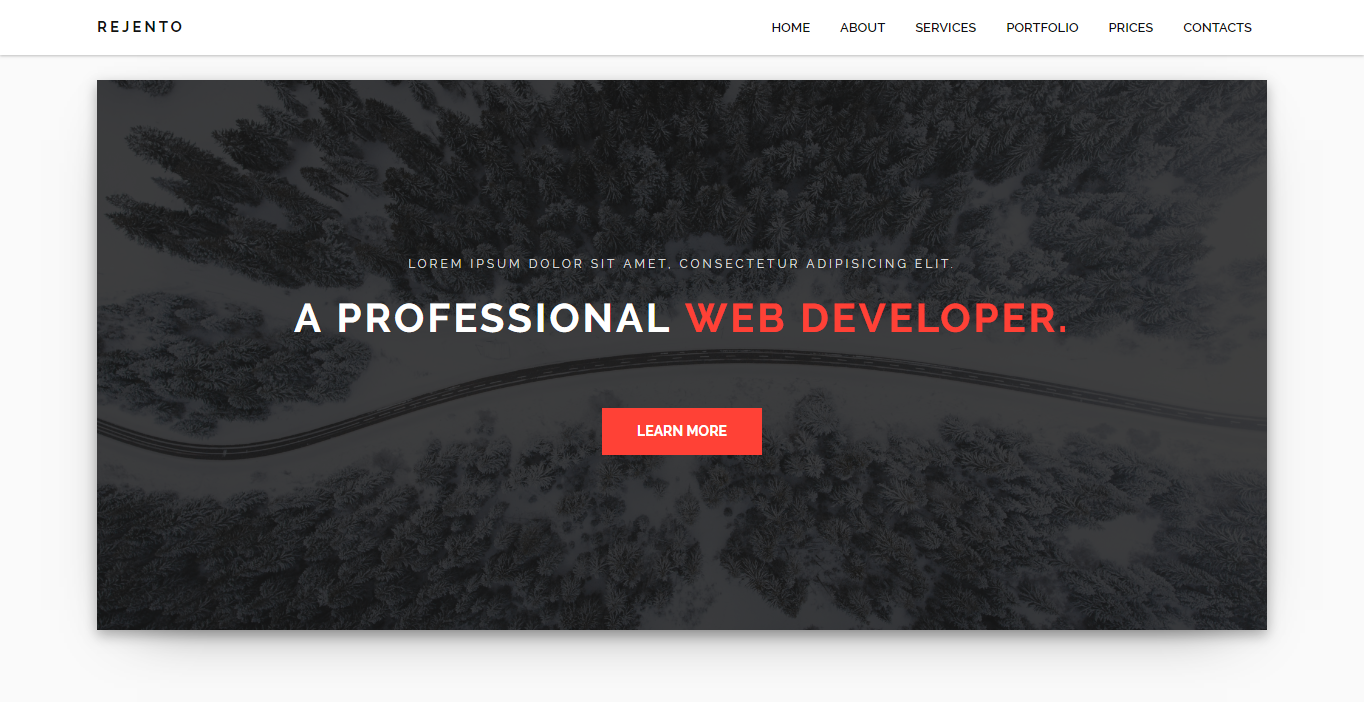 REJENTO
HOME ABOUT SERVICES PORTFOLIO PRICES CONTACTS
LOREM IPSUM DOLOR SIT AMET, CONSECTETUR ADIPISICING ELIT.
A PROFESSIONAL WEB DEVELOPER.
LEARN MORE